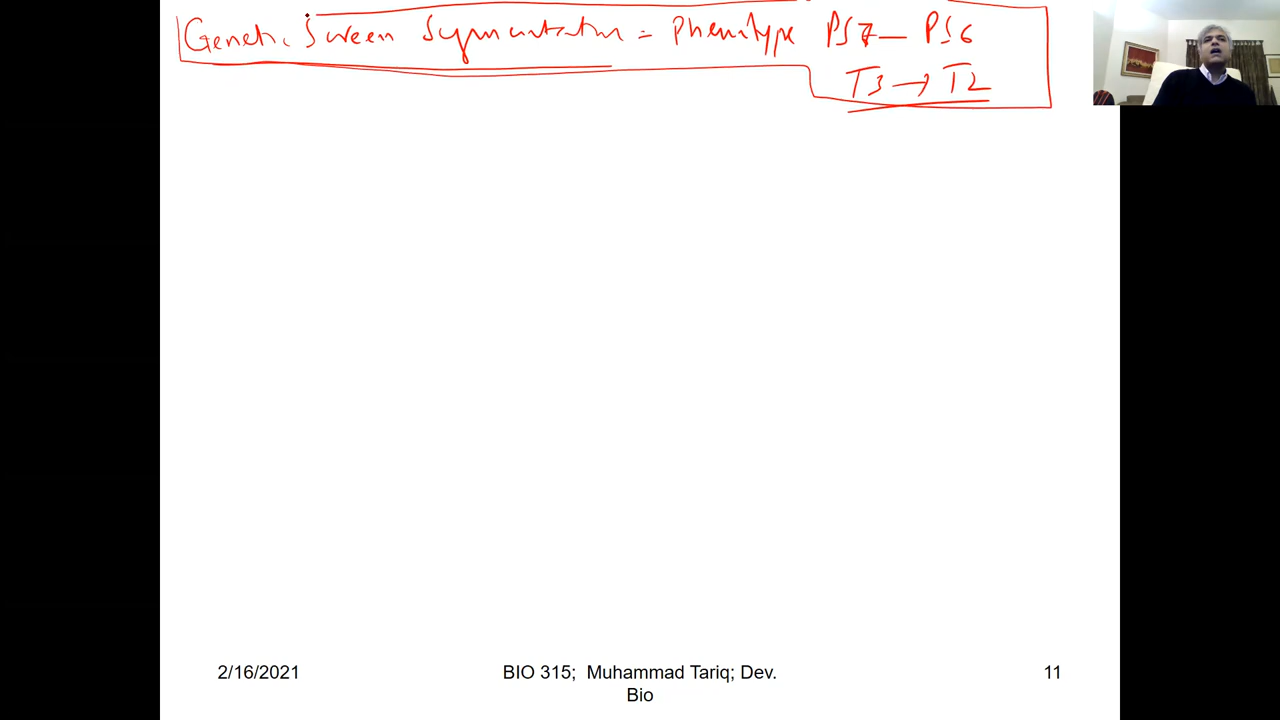 Genetic Screen Segmentation = Phenotype PS7 — PS6
T3 → T2
2/16/2021
BIO 315; Muhammad Tariq; Dev.
Bio
11